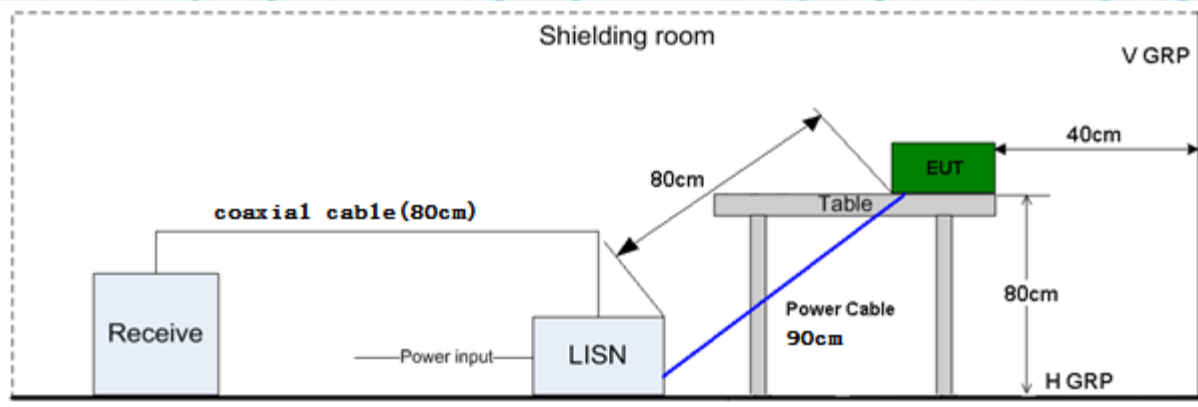 Shielding room
V GRP
40cm
EUT
80cm
Table
coaxial cable(80cm)
80cm
Power Cable
90cm
Receive
Power input
LISN
H GRP